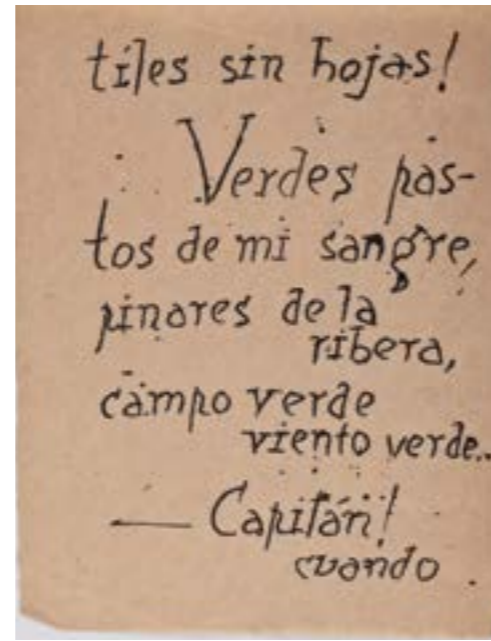 tiles sin hojas!
Verdes pas-
tos de mi sangre,
pinares de la
ribera,
campo verde
viento verde..
— Capitán!
cuando